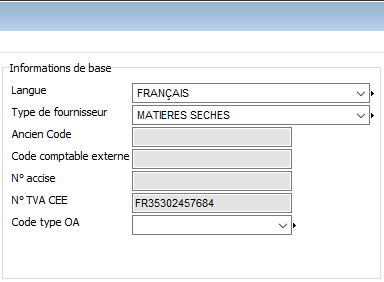 Informations de base
Langue FRANÇAIS
Type de fournisseur MATIERES SECHES
Ancien Code
Code comptable externe
N° accise
N° TVA CEE FR35302457684
Code type OA